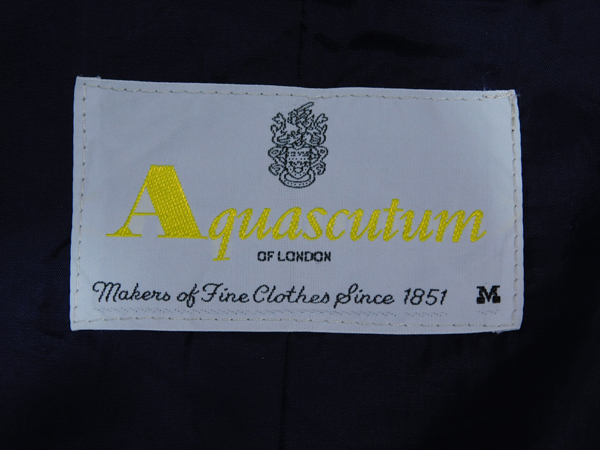 Aquascutum
OF LONDON
Makers of Fine Clothes Since 1851 M